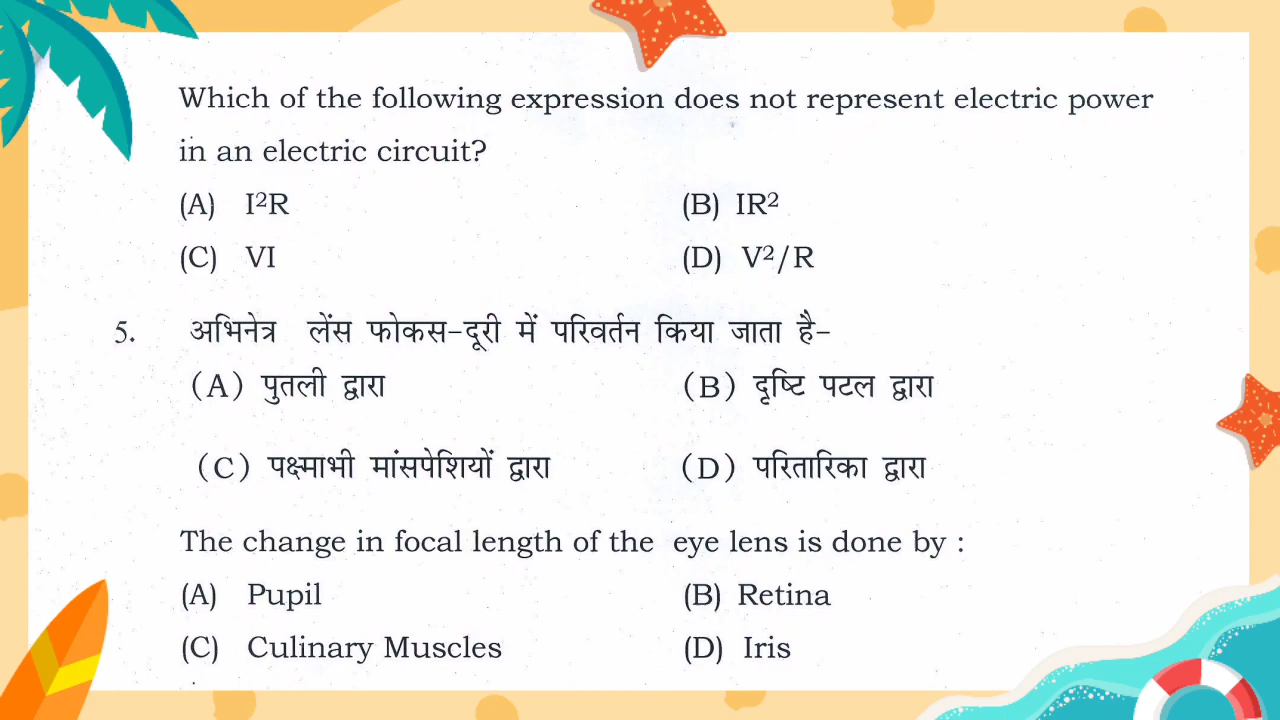 Which of the following expression does not represent electric power
in an electric circuit?
(A) I²R (B) IR²
(C) VI (D) V²/R
5. अभिनेत्र लेंस फोकस-दूरी में परिवर्तन किया जाता है-
(A) पुतली द्वारा (B) दृष्टि पटल द्वारा
(C) पक्ष्माभी मांसपेशियों द्वारा (D) परितारिका द्वारा
The change in focal length of the eye lens is done by :
(A) Pupil (B) Retina
(C) Culinary Muscles (D) Iris